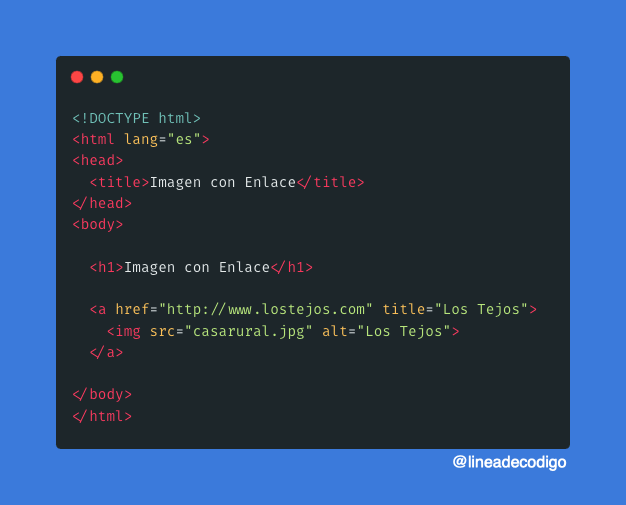 <!DOCTYPE html>
<html lang="es">
<head>
<title>Imagen con Enlace</title>
</head>
<body>
<h1>Imagen con Enlace</h1>
<a href="http://www.lostejos.com" title="Los Tejos">
<img src="casarural.jpg" alt="Los Tejos">
</a>
</body>
</html>
@lineadecodigo